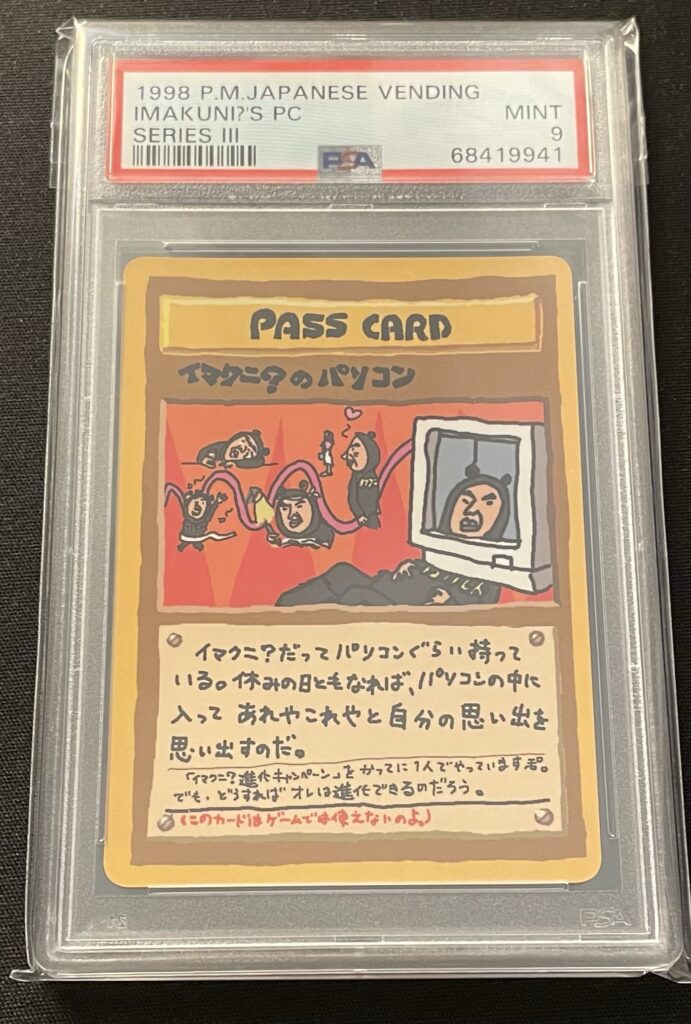 1998 P.M.JAPANESE VENDING
IMAKUNI?'S PC MINT
SERIES III 9
PSA 68419941
PASS CARD
イマクニ?のパソコン
イマクニ?だってパソコンぐらい持って
いる。休みの日ともなれば、パソコンの中に
入って あれやこれやと自分の思い出を
思い出すのだ。
「イマクニ?進化キャンペーン」を かってに1人でやっていますぞ。
でも、どうすれば オレは進化できるのだろう。
(このカードはゲームでは使えないのよ。)
PSA